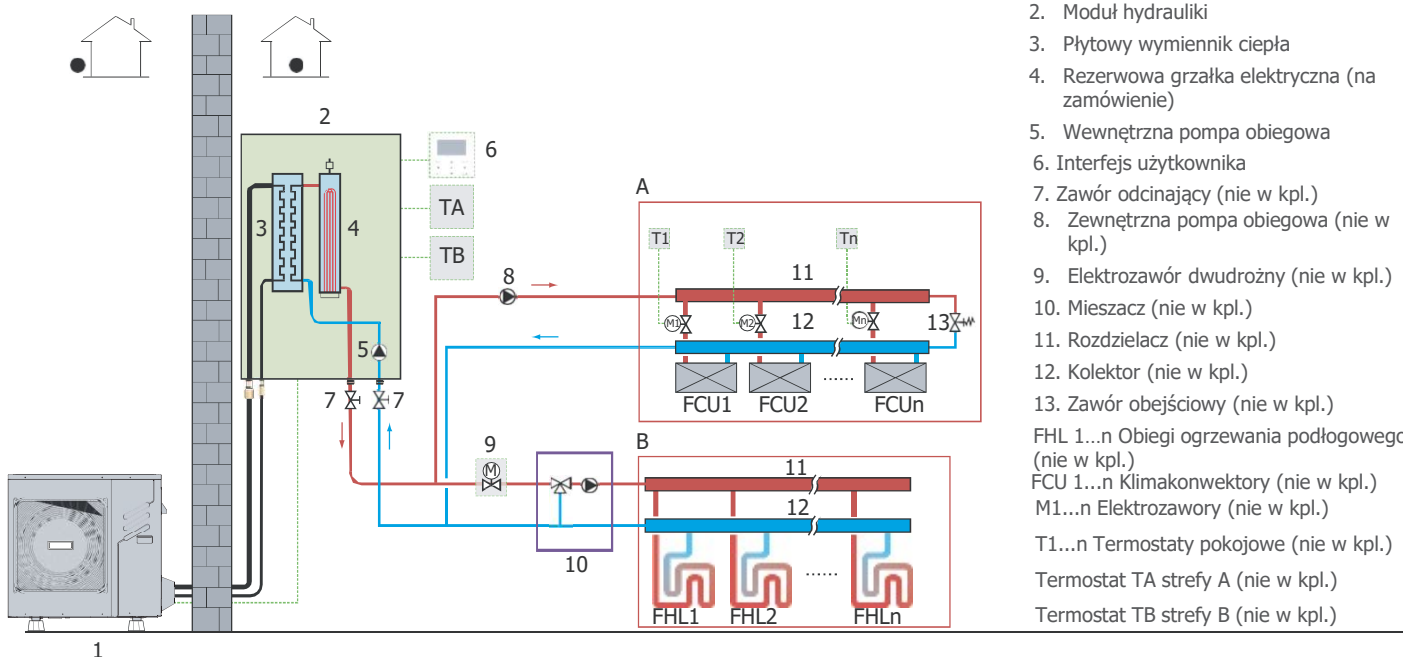 2. Moduł hydrauliki
3. Płytowy wymiennik ciepła
4. Rezerwowa grzałka elektryczna (na
zamówienie)
5. Wewnętrzna pompa obiegowa
6. Interfejs użytkownika
7. Zawór odcinający (nie w kpl.)
8. Zewnętrzna pompa obiegowa (nie w
kpl.)
9. Elektrozawór dwudrożny (nie w kpl.)
10. Mieszacz (nie w kpl.)
11. Rozdzielacz (nie w kpl.)
12. Kolektor (nie w kpl.)
13. Zawór obejściowy (nie w kpl.)
FHL 1...n Obiegi ogrzewania podłogowego
(nie w kpl.)
FCU 1...n Klimakonwektory (nie w kpl.)
M1...n Elektrozawory (nie w kpl.)
T1...n Termostaty pokojowe (nie w kpl.)
Termostat TA strefy A (nie w kpl.)
Termostat TB strefy B (nie w kpl.)
2
6
TA
TB
3
4
5
7
7
8
A
T1
T2
Tn
11
M1
M2
Mn
12
13
FCU1
FCU2
......
FCUn
9
M
10
B
11
12
......
FHL1
FHL2
FHLn
1